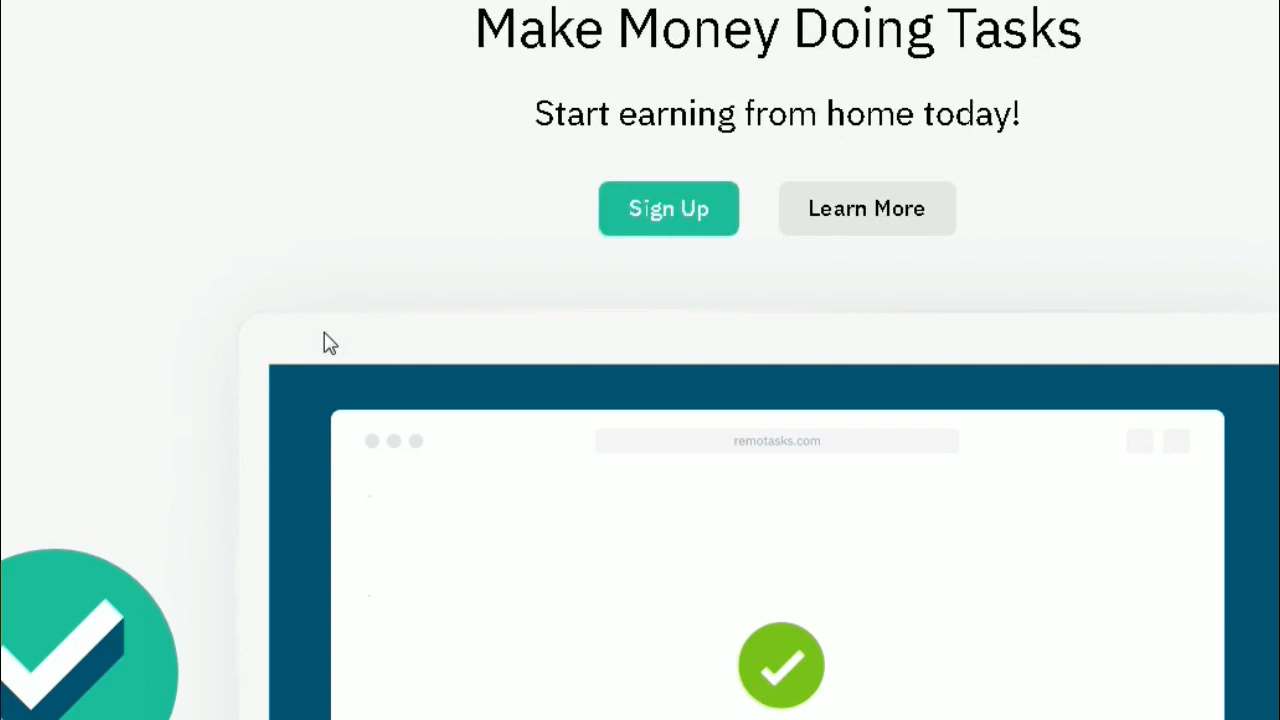 Make Money Doing Tasks
Start earning from home today!
Sign Up
Learn More
remotasks.com